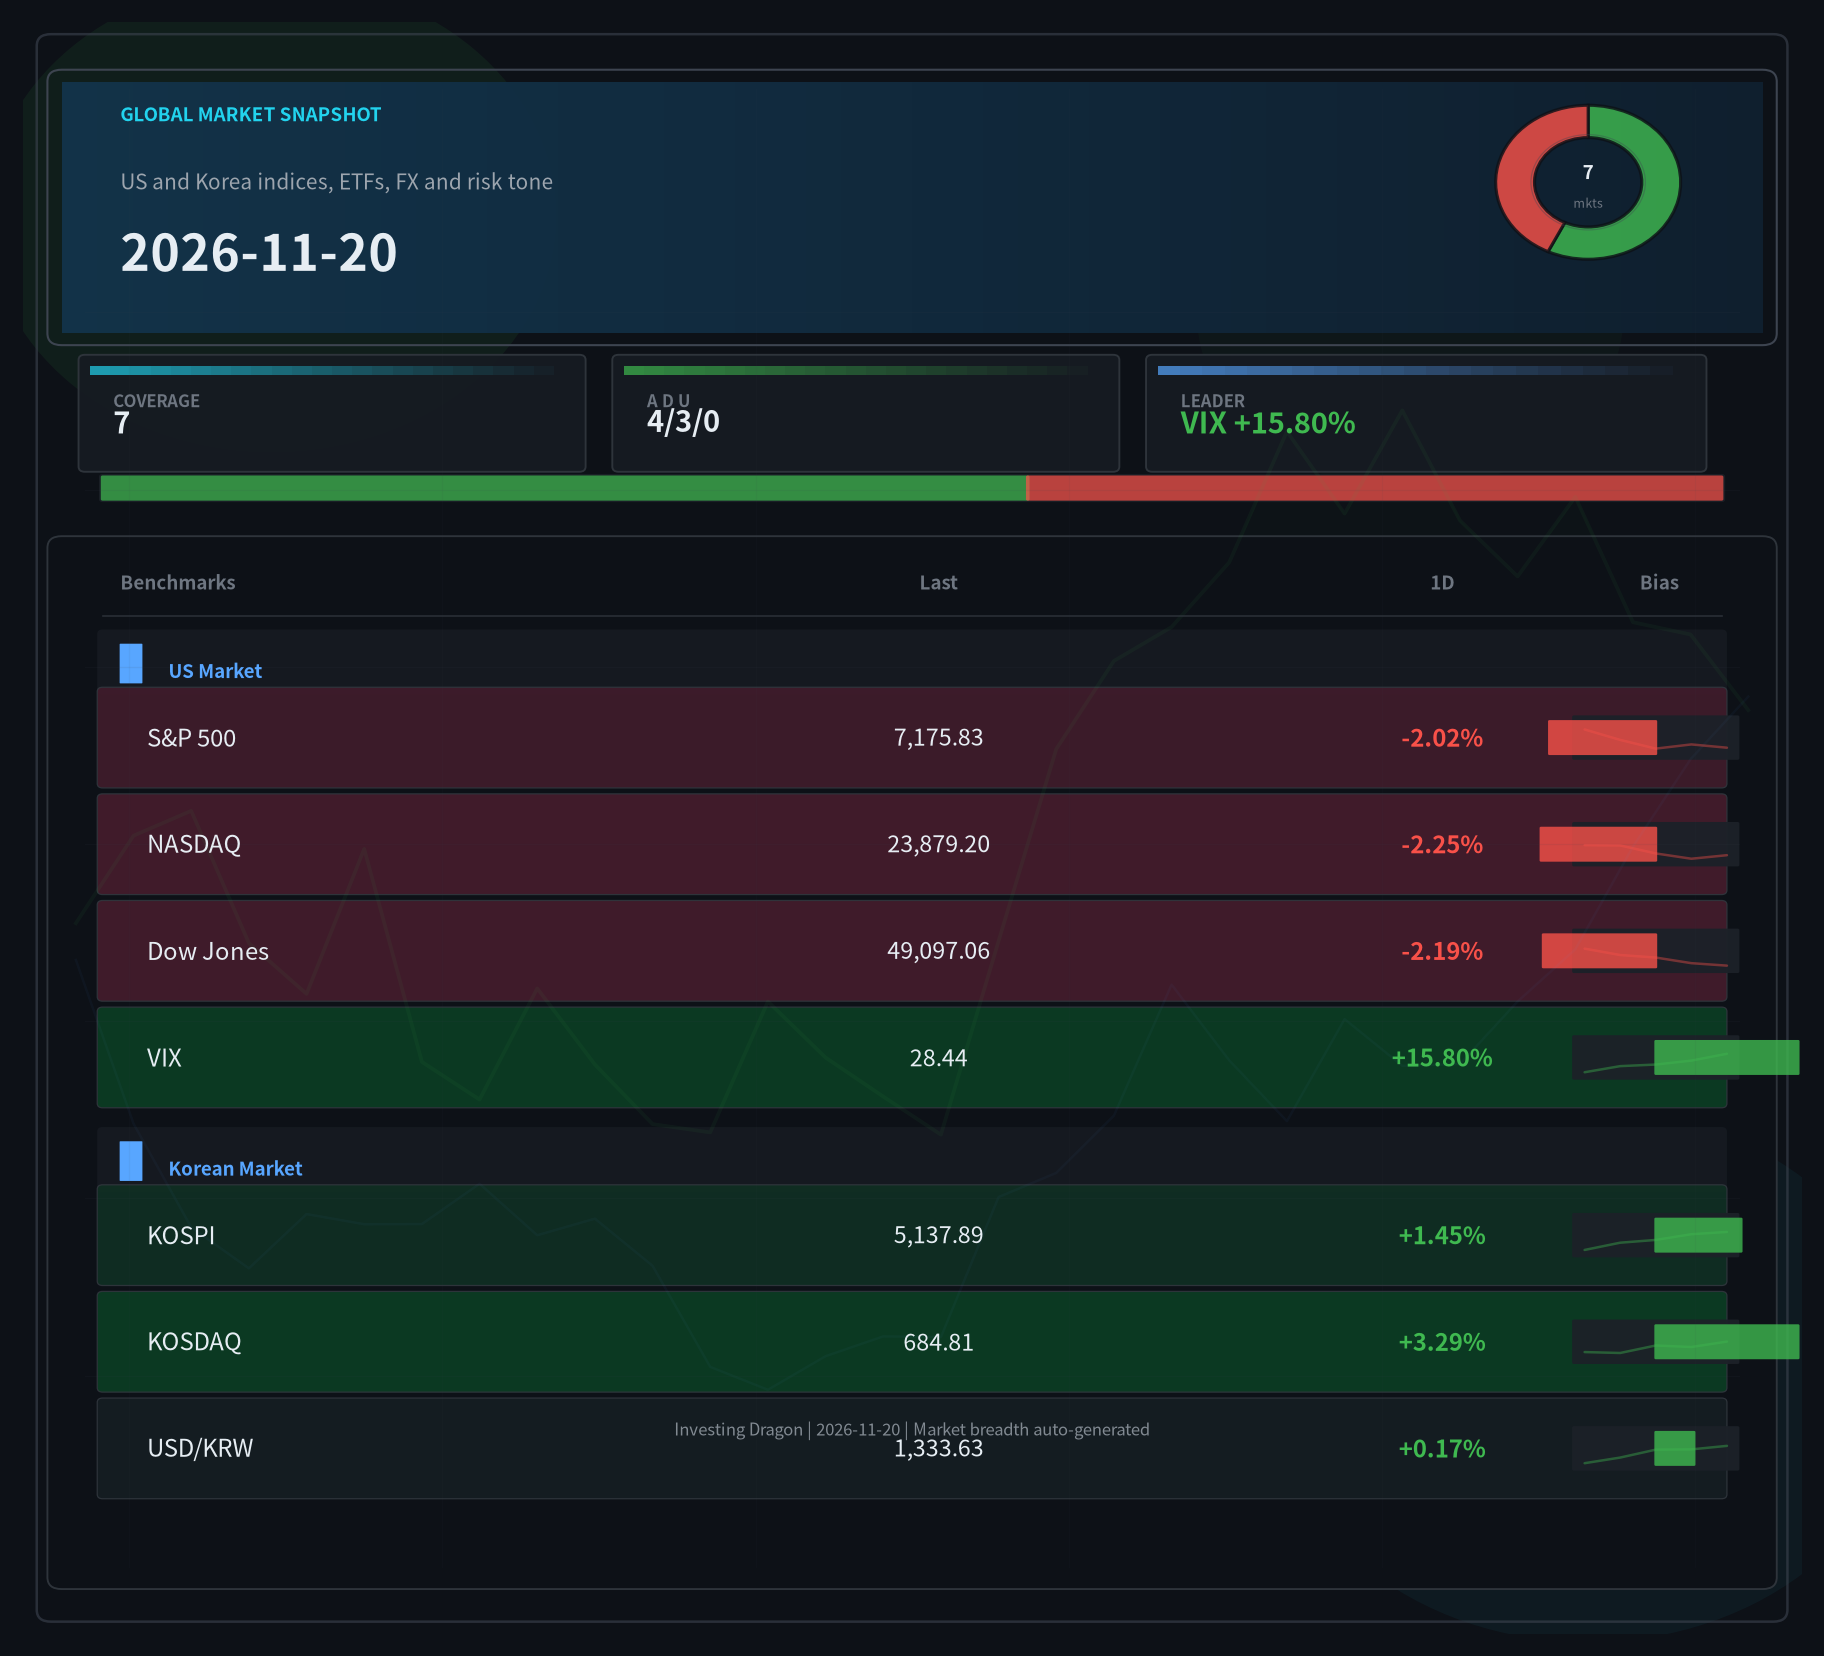 GLOBAL MARKET SNAPSHOT
US and Korea indices, ETFs, FX and risk tone
2026-11-20
7
mkts
COVERAGE
7
A D U
4/3/0
LEADER
VIX +15.80%
Benchmarks Last 1D Bias
US Market
S&P 500 7,175.83 -2.02%
NASDAQ 23,879.20 -2.25%
Dow Jones 49,097.06 -2.19%
VIX 28.44 +15.80%
Korean Market
KOSPI 5,137.89 +1.45%
KOSDAQ 684.81 +3.29%
Investing Dragon | 2026-11-20 | Market breadth auto-generated
USD/KRW 1,333.63 +0.17%